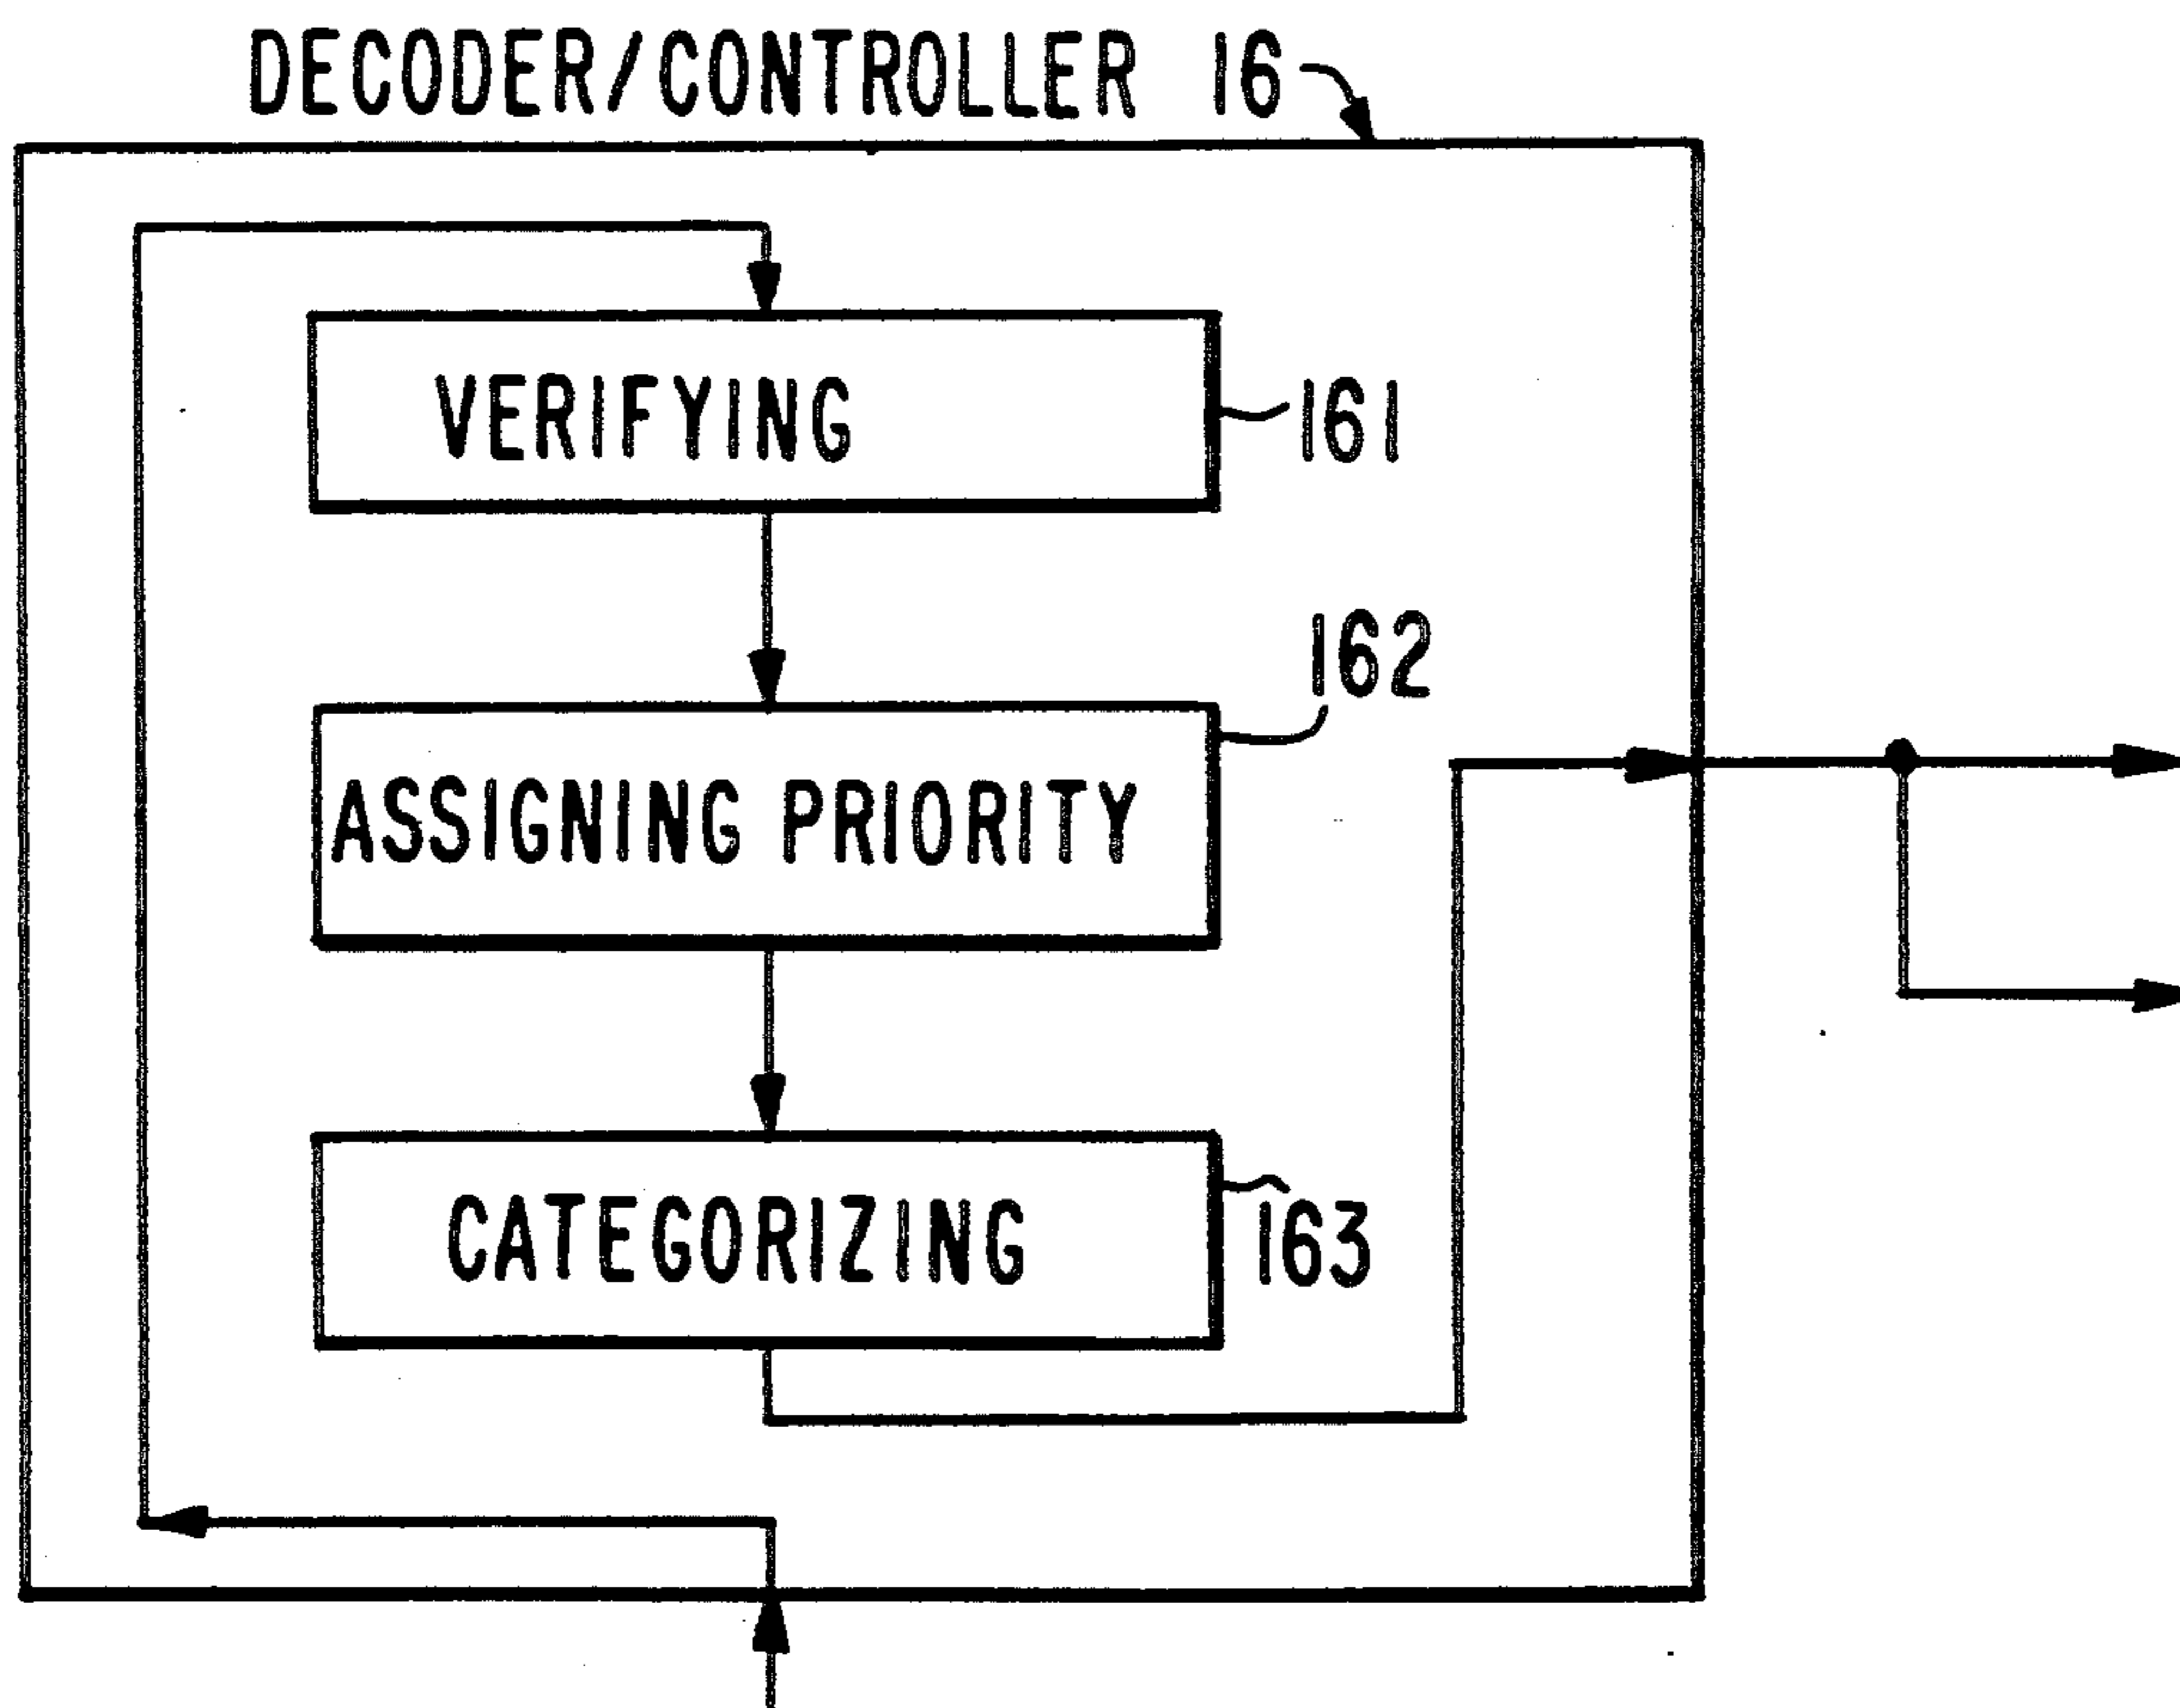 DECODER/CONTROLLER 16
VERIFYING
161
162
ASSIGNING PRIORITY
CATEGORIZING
163